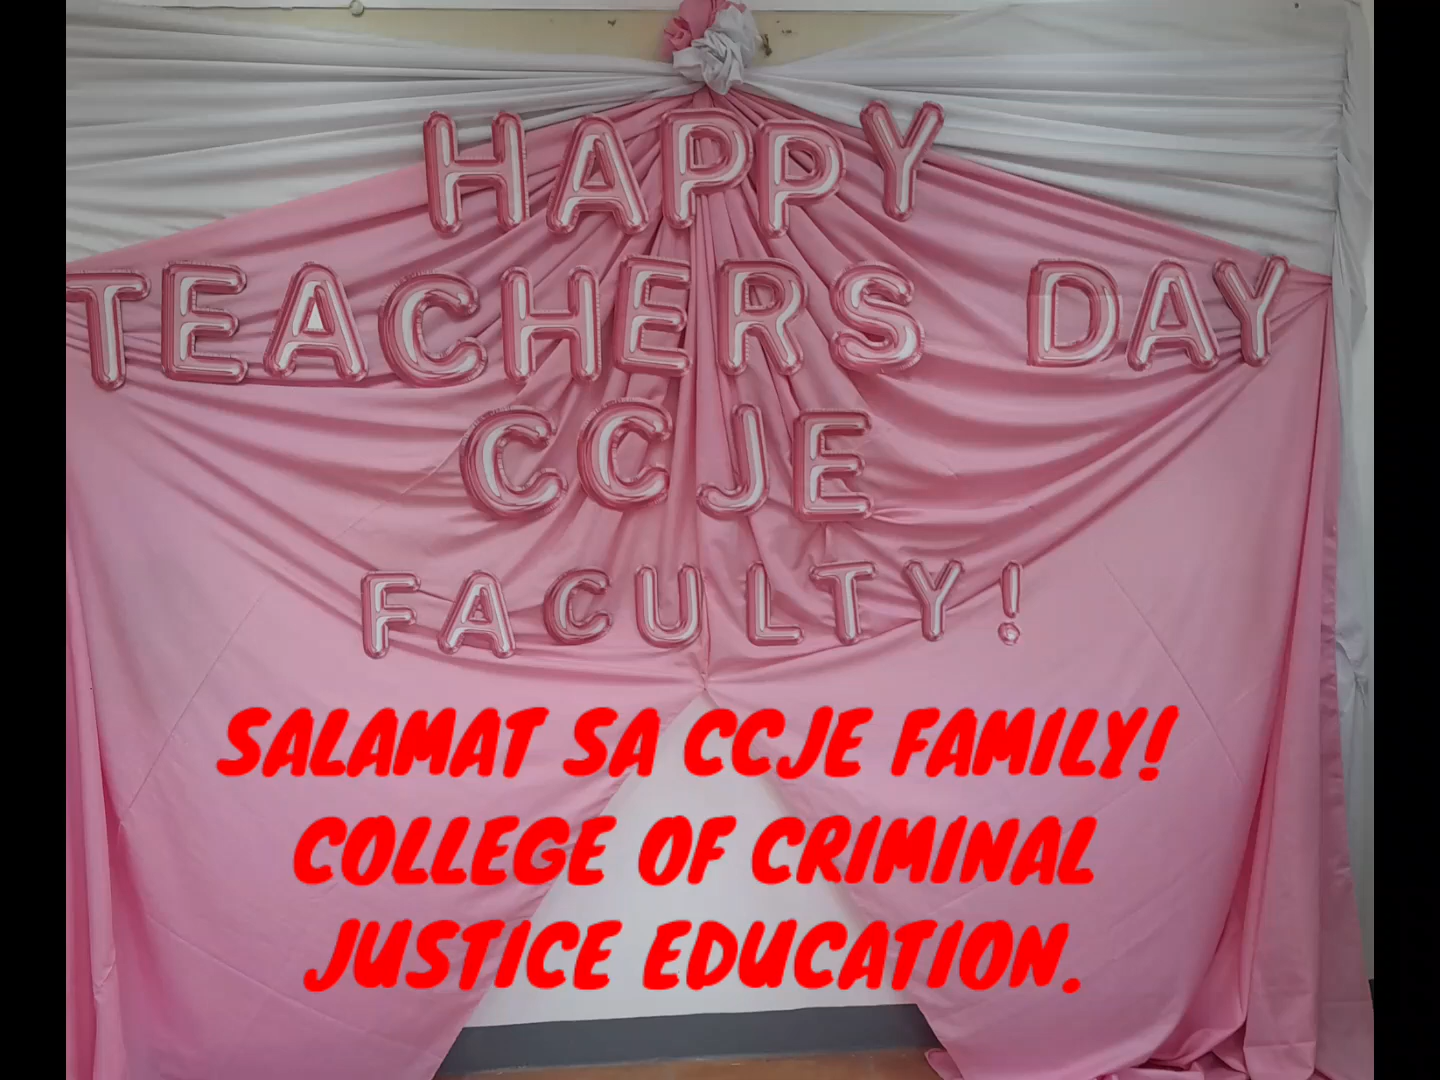 HAPPY
TEACHERS DAY
CCJE
FACULTY!
SALAMAT SA CCJE FAMILY!
COLLEGE OF CRIMINAL
JUSTICE EDUCATION.